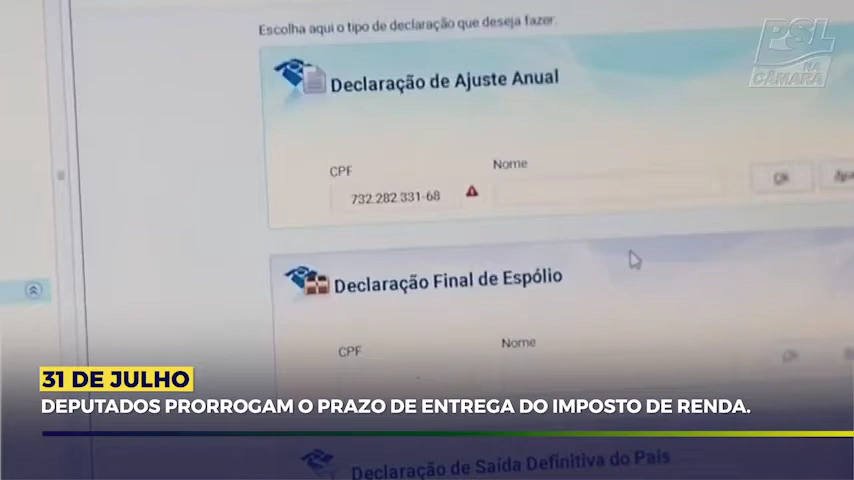 Escolha aqui o tipo de declaração que deseja fazer.
PSL
NA
CÂMARA
Declaração de Ajuste Anual
CPF
Nome
732.282.331-68
Ok
Declaração Final de Espólio
CPF
Nome
Ok
31 DE JULHO
DEPUTADOS PRORROGAM O PRAZO DE ENTREGA DO IMPOSTO DE RENDA.
Declaração de Saída Definitiva do País